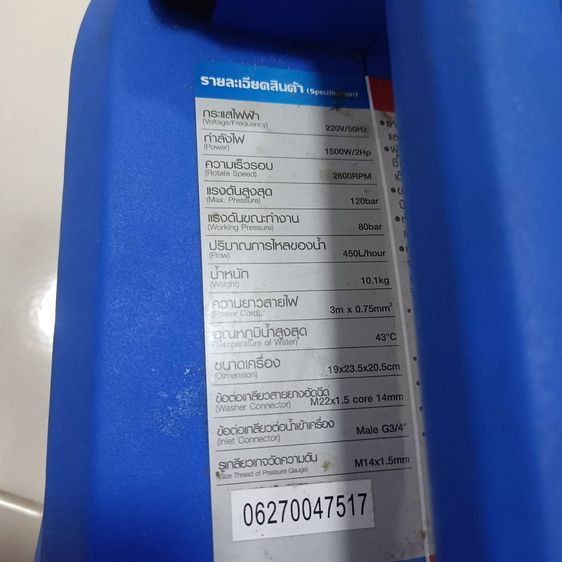 รายละเอียดสินค้า (Specification)
กระแสไฟฟ้า
(Voltage/Frequency) 220V/50Hz
กำลังไฟ
(Power) 1500W/2Hp
ความเร็วรอบ
(Rotate Speed) 2800RPM
แรงดันสูงสุด
(Max. Pressure) 120bar
แรงดันขณะทำงาน
(Working Pressure) 80bar
ปริมาณการไหลของน้ำ
(Flow) 450L/hour
น้ำหนัก
(Weight) 10.1kg
ความยาวสายไฟ
(Power Cord) 3m x 0.75mm²
อุณหภูมิน้ำสูงสุด
(Temperature of Water) 43°C
ขนาดเครื่อง
(Dimension) 19x23.5x20.5cm
ข้อต่อเกลียวสายยางอัดฉีด
(Washer Connector) M22x1.5 core 14mm
ข้อต่อเกลียวต่อน้ำเข้าเครื่อง
(Inlet Connector) Male G3/4"
รูเกลียวเกจวัดความดัน
(Size Thread of Pressure Gauge) M14x1.5mm
06270047517